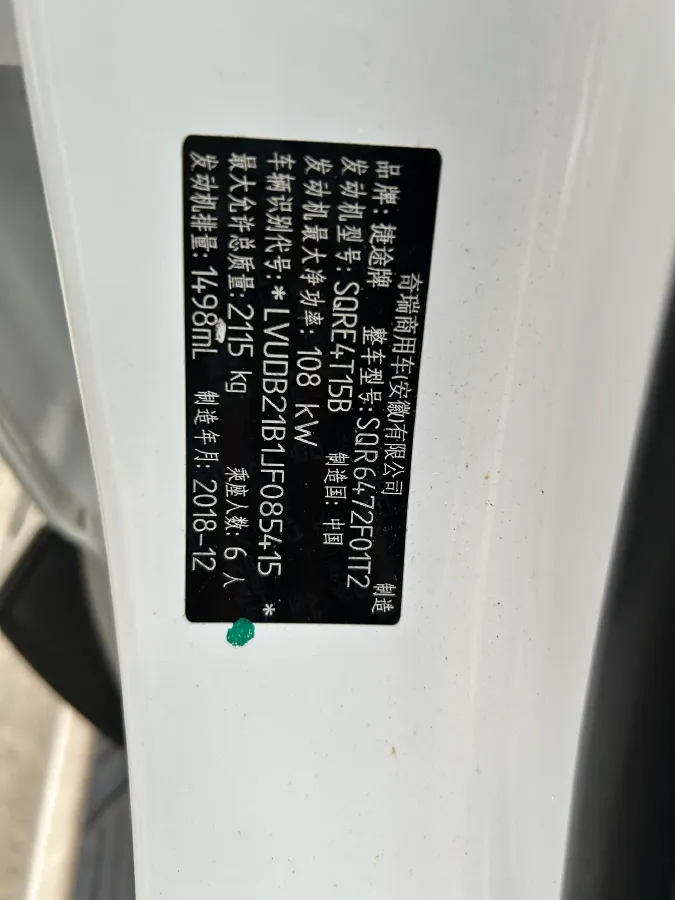 奇瑞商用车(安徽)有限公司 制造
品牌: 捷途牌 整车型号: SQR6472F01T2
发动机型号: SQRE4T15B 制造国: 中国
发动机最大净功率: 108 kW
车辆识别代号: *LVUDB21B1JF085415*
最大允许总质量: 2115 kg 乘座人数: 6 人
发动机排量: 1498mL 制造年月: 2018-12